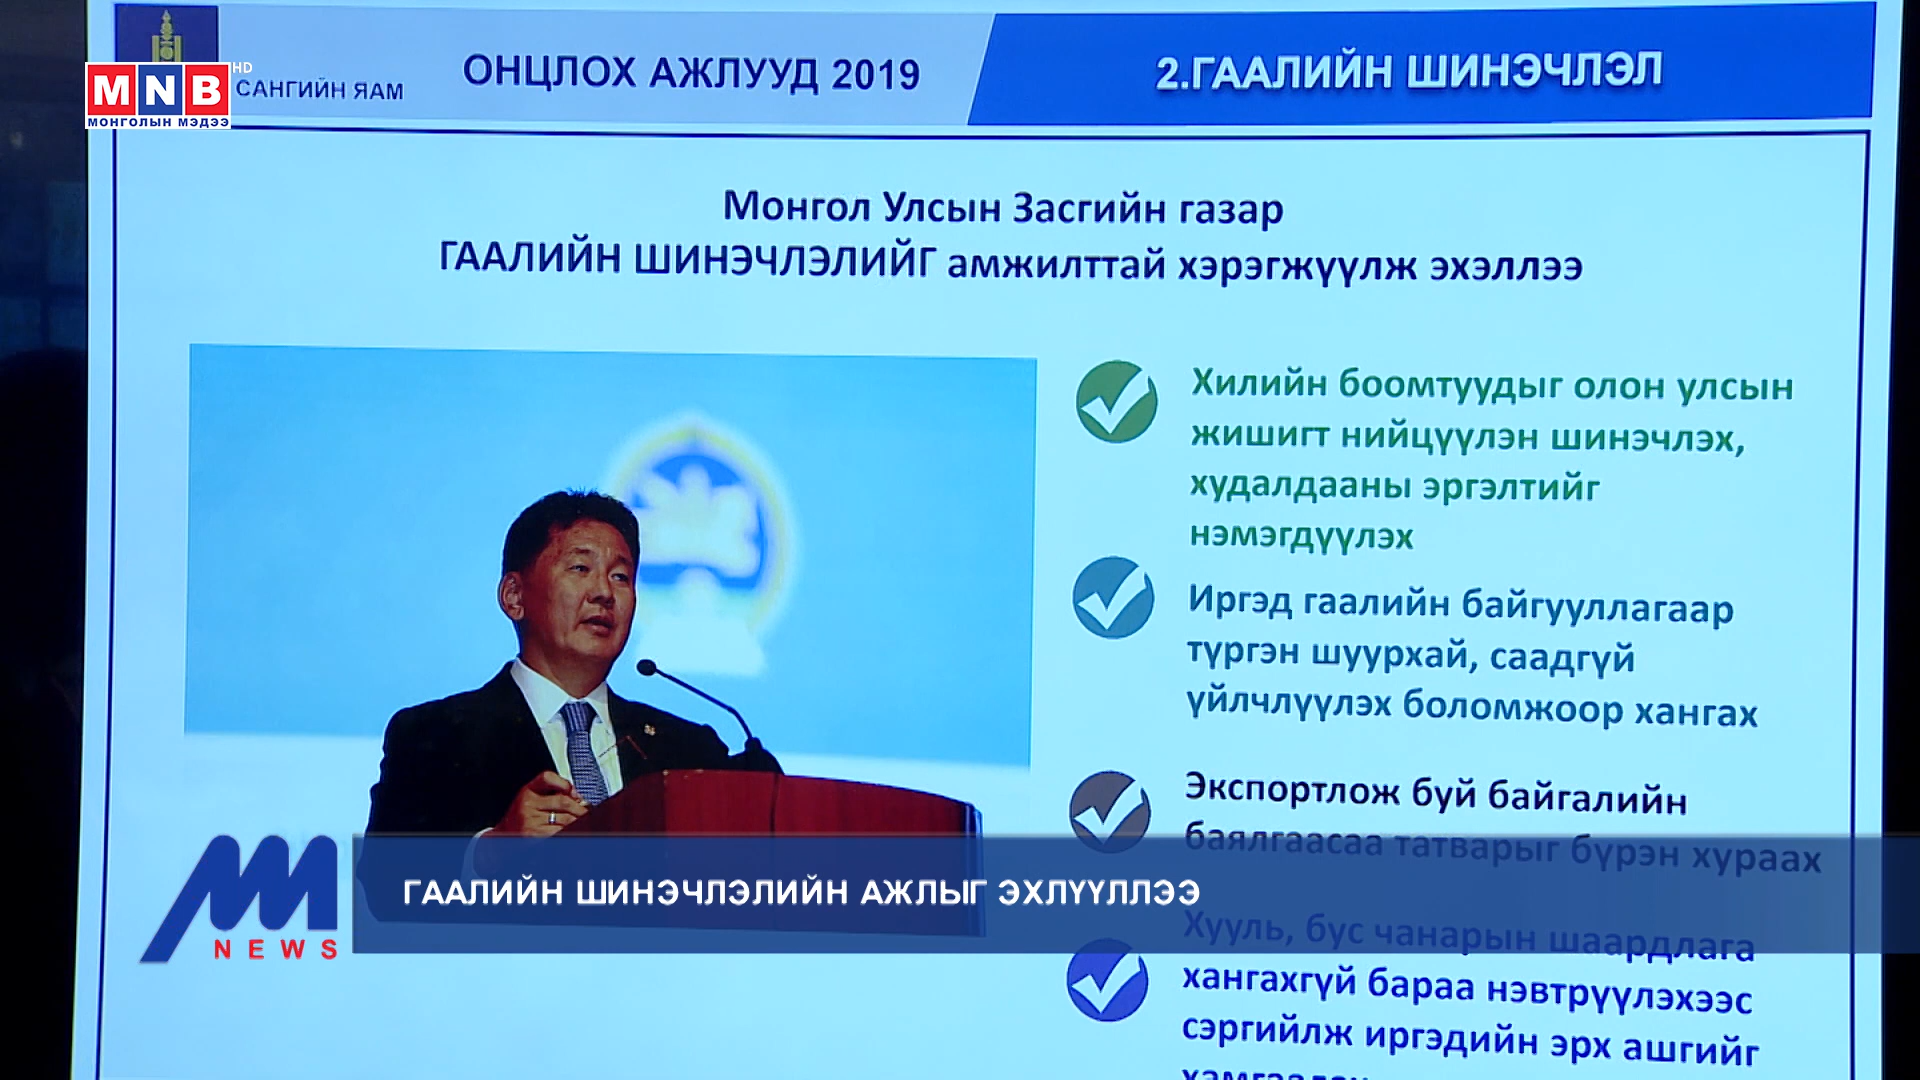 MNB HD
МОНГОЛЫН МЭДЭЭ
САНГИЙН ЯАМ
ОНЦЛОХ АЖЛУУД 2019
2.ГААЛИЙН ШИНЭЧЛЭЛ
Монгол Улсын Засгийн газар
ГААЛИЙН ШИНЭЧЛЭЛИЙГ амжилттай хэрэгжүүлж эхэллээ
Хилийн боомтуудыг олон улсын
жишигт нийцүүлэн шинэчлэх,
худалдааны эргэлтийг
нэмэгдүүлэх
Иргэд гаалийн байгууллагаар
түргэн шуурхай, саадгүй
үйлчлүүлэх боломжоор хангах
Экспортлож буй байгалийн
баялгаасаа татварыг бүрэн хураах
Хууль, бус чанарын шаардлага
хангахгүй бараа нэвтрүүлэхээс
сэргийлж иргэдийн эрх ашгийг
NEWS
ГААЛИЙН ШИНЭЧЛЭЛИЙН АЖЛЫГ ЭХЛҮҮЛЛЭЭ